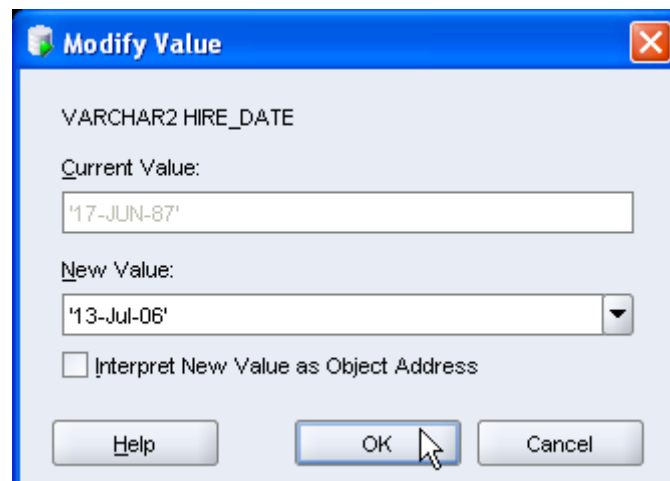 Modify Value
VARCHAR2 HIRE_DATE
Current Value:
'17-JUN-87'
New Value:
'13-Jul-06'
Interpret New Value as Object Address
Help OK Cancel